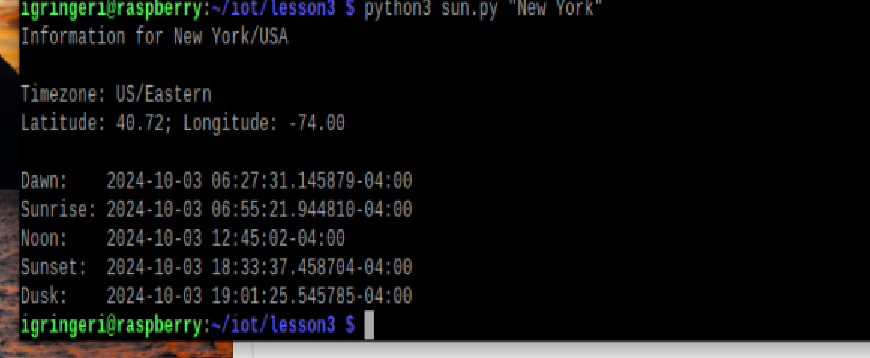 igringeri@raspberry:~/iot/lesson3 $ python3 sun.py "New York"
Information for New York/USA
Timezone: US/Eastern
Latitude: 40.72; Longitude: -74.00
Dawn:    2024-10-03 06:27:31.145879-04:00
Sunrise: 2024-10-03 06:55:21.944810-04:00
Noon:    2024-10-03 12:45:02-04:00
Sunset:  2024-10-03 18:33:37.458704-04:00
Dusk:    2024-10-03 19:01:25.545785-04:00
igringeri@raspberry:~/iot/lesson3 $